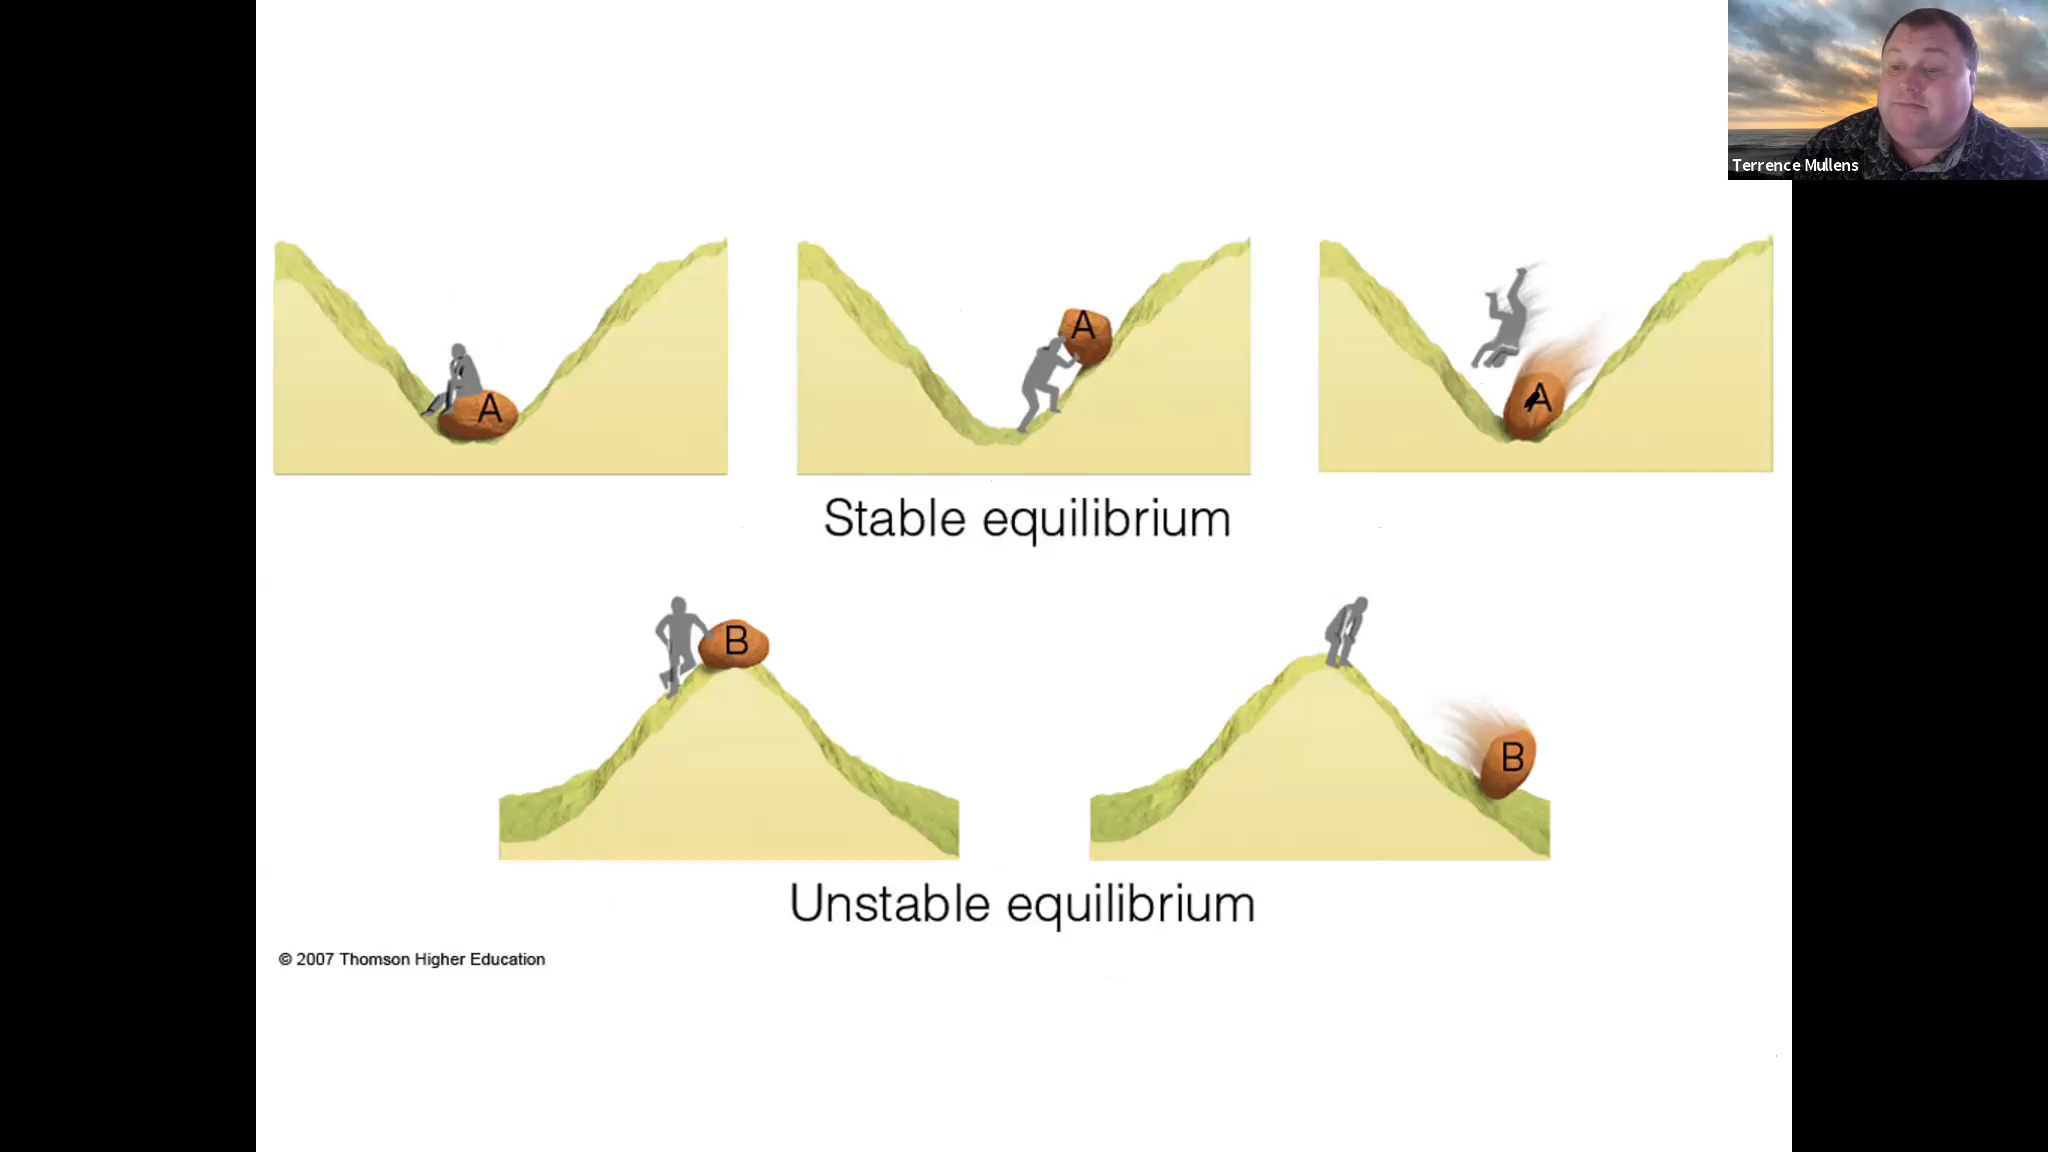 Terrence Mullens
A
A
A
Stable equilibrium
B
B
Unstable equilibrium
© 2007 Thomson Higher Education